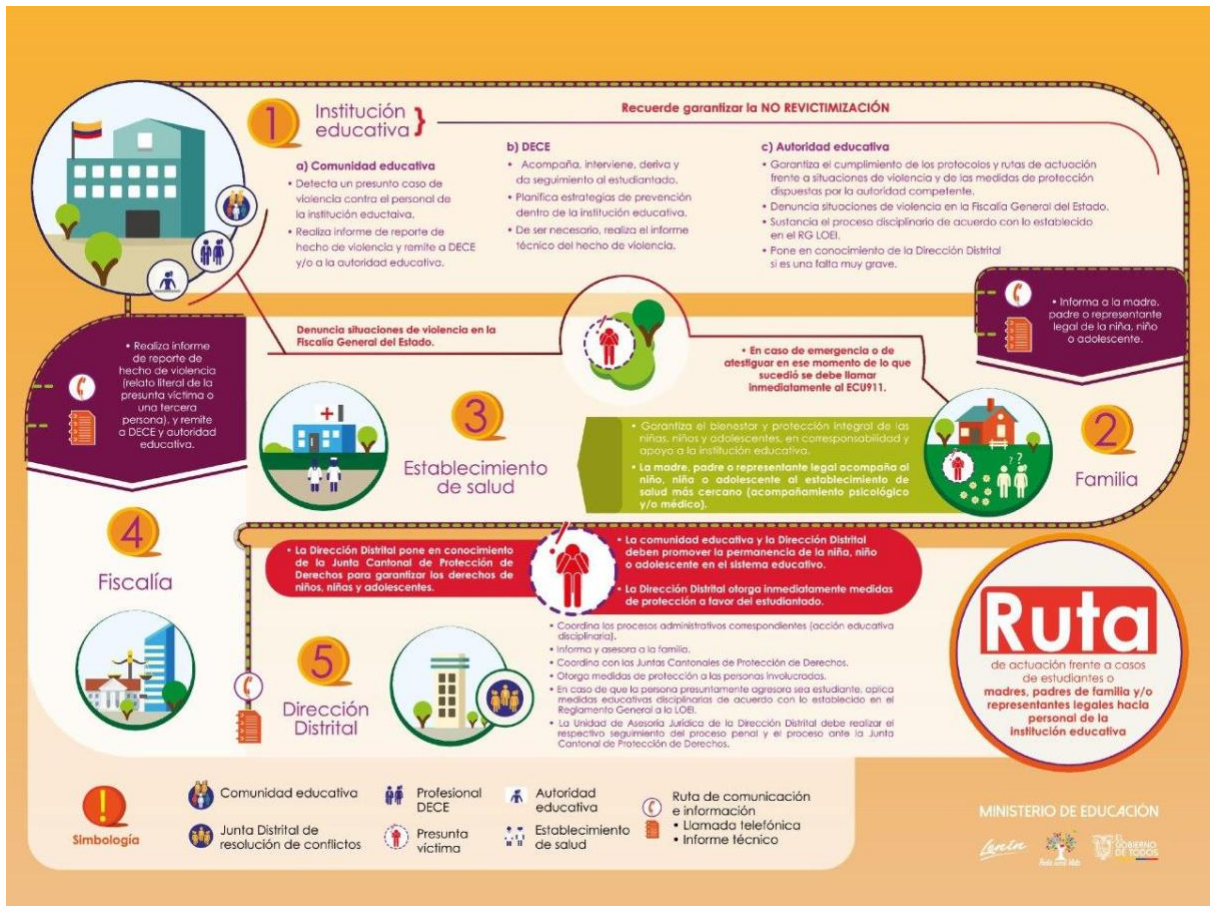 1
Institución
educativa }
Recuerde garantizar la NO REVICTIMIZACIÓN
a) Comunidad educativa
• Detecta un presunto caso de
violencia contra el personal de
la institución eductaiva.
• Realiza informe de reporte de
hecho de violencia y remite a DECE
y/o a la autoridad educativa.
b) DECE
• Acompaña, interviene, deriva y
da seguimiento al estudiantado.
• Planifica estrategias de prevención
dentro de la institución educativa.
• De ser necesario, realiza el informe
técnico del hecho de violencia.
c) Autoridad educativa
• Garantiza el cumplimiento de los protocolos y rutas de actuación
frente a situaciones de violencia y de las medidas de protección
dispuestas por la autoridad competente.
• Denuncia situaciones de violencia en la Fiscalía General del Estado.
• Sustancia el proceso disciplinario de acuerdo con lo establecido
en el RG LOEI.
• Pone en conocimiento de la Dirección Distrital
si es una falta muy grave.
• Informa a la madre,
padre o representante
legal de la niña, niño
o adolescente.
• Realiza informe
de reporte de
hecho de violencia
(relato literal de la
presunta víctima o
una tercera
persona), y remite
a DECE y autoridad
educativa.
Denuncia situaciones de violencia en la
Fiscalía General del Estado.
• En caso de emergencia o de
atestiguar en ese momento de lo que
sucedió se debe llamar
inmediatamente al ECU911.
3
Establecimiento
de salud
• Garantiza el bienestar y protección integral de las
niñas, niños y adolescentes, en corresponsabilidad y
apoyo a la institución educativa.
• La madre, padre o representante legal acompaña al
niño, niña o adolescente al establecimiento de
salud más cercano (acompañamiento psicológico
y/o médico).
? ?
2
Familia
4
Fiscalía
• La Dirección Distrital pone en conocimiento
de la Junta Cantonal de Protección de
Derechos para garantizar los derechos de
niños, niñas y adolescentes.
• La comunidad educativa y la Dirección Distrital
deben promover la permanencia de la niña, niño
o adolescente en el sistema educativo.
• La Dirección Distrital otorga inmediatamente medidas
de protección a favor del estudiantado.
5
Dirección
Distrital
• Coordina los procesos administrativos correspondientes (acción educativa
disciplinaria).
• Informa y asesora a la familia.
• Coordina con las Juntas Cantonales de Protección de Derechos.
• Otorga medidas de protección a las personas involucradas.
• En caso de que la persona presuntamente agresora sea estudiante, aplica
medidas educativas disciplinarias de acuerdo con lo establecido en el
Reglamento General a la LOEI.
• La Unidad de Asesoría Jurídica de la Dirección Distrital debe realizar el
respectivo seguimiento del proceso penal y el proceso ante la Junta
Cantonal de Protección de Derechos.
Ruta
de actuación frente a casos
de estudiantes o
madres, padres de familia y/o
representantes legales hacia
personal de la
institución educativa
!
Simbología
Comunidad educativa
Junta Distrital de
resolución de conflictos
Profesional
DECE
Presunta
víctima
Autoridad
educativa
Establecimiento
de salud
Ruta de comunicación
e información
• Llamada telefónica
• Informe técnico
MINISTERIO DE EDUCACIÓN
Lenín
Toda una Vida
EL
GOBIERNO
DE TODOS